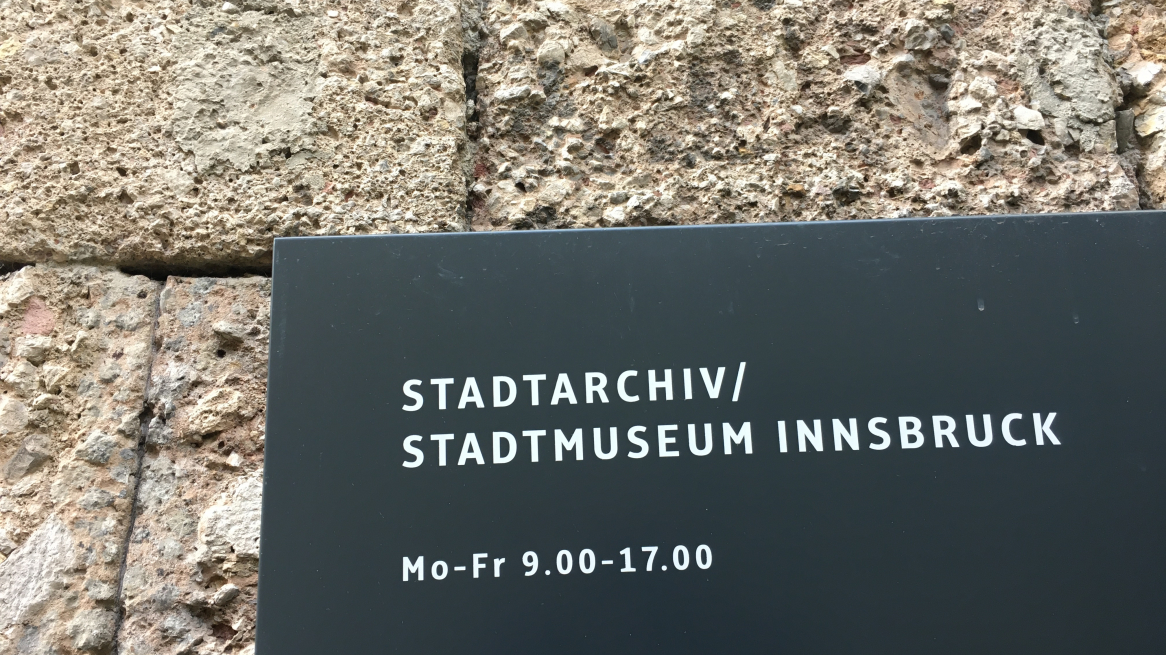 STADTARCHIV/
STADTMUSEUM INNSBRUCK
Mo-Fr 9.00-17.00